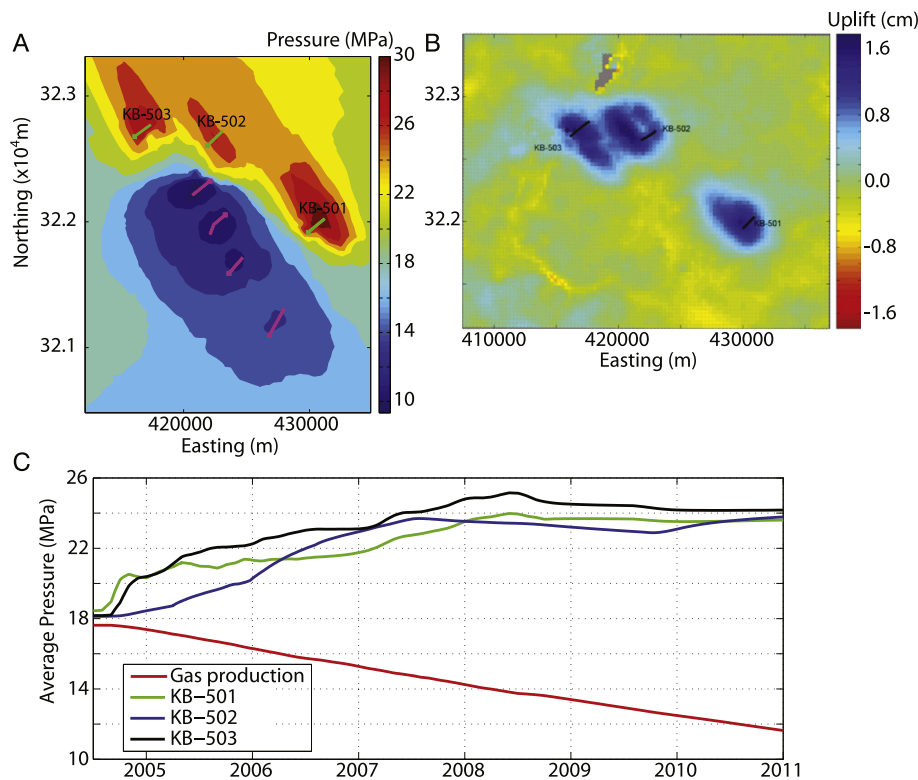 A
Pressure (MPa)
30
26
22
18
14
10
32.3
32.2
32.1
Northing (x10⁴m)
KB-503
KB-502
KB-501
420000
430000
Easting (m)
B
Uplift (cm)
1.6
0.8
0.0
-0.8
-1.6
32.3
32.2
KB-503
KB-502
KB-501
410000
420000
430000
Easting (m)
C
26
22
18
14
10
Average Pressure (MPa)
Gas production
KB-501
KB-502
KB-503
2005
2006
2007
2008
2009
2010
2011